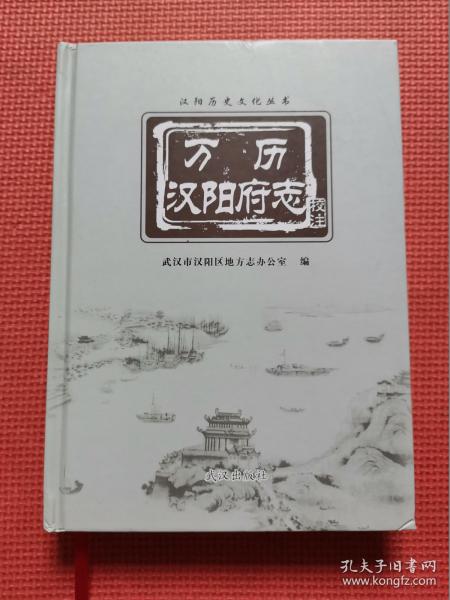 汉阳历史文化丛书
万历
汉阳府志
校注
武汉市汉阳区地方志办公室 编
武汉出版社
孔夫子旧书网
www.kongfz.com